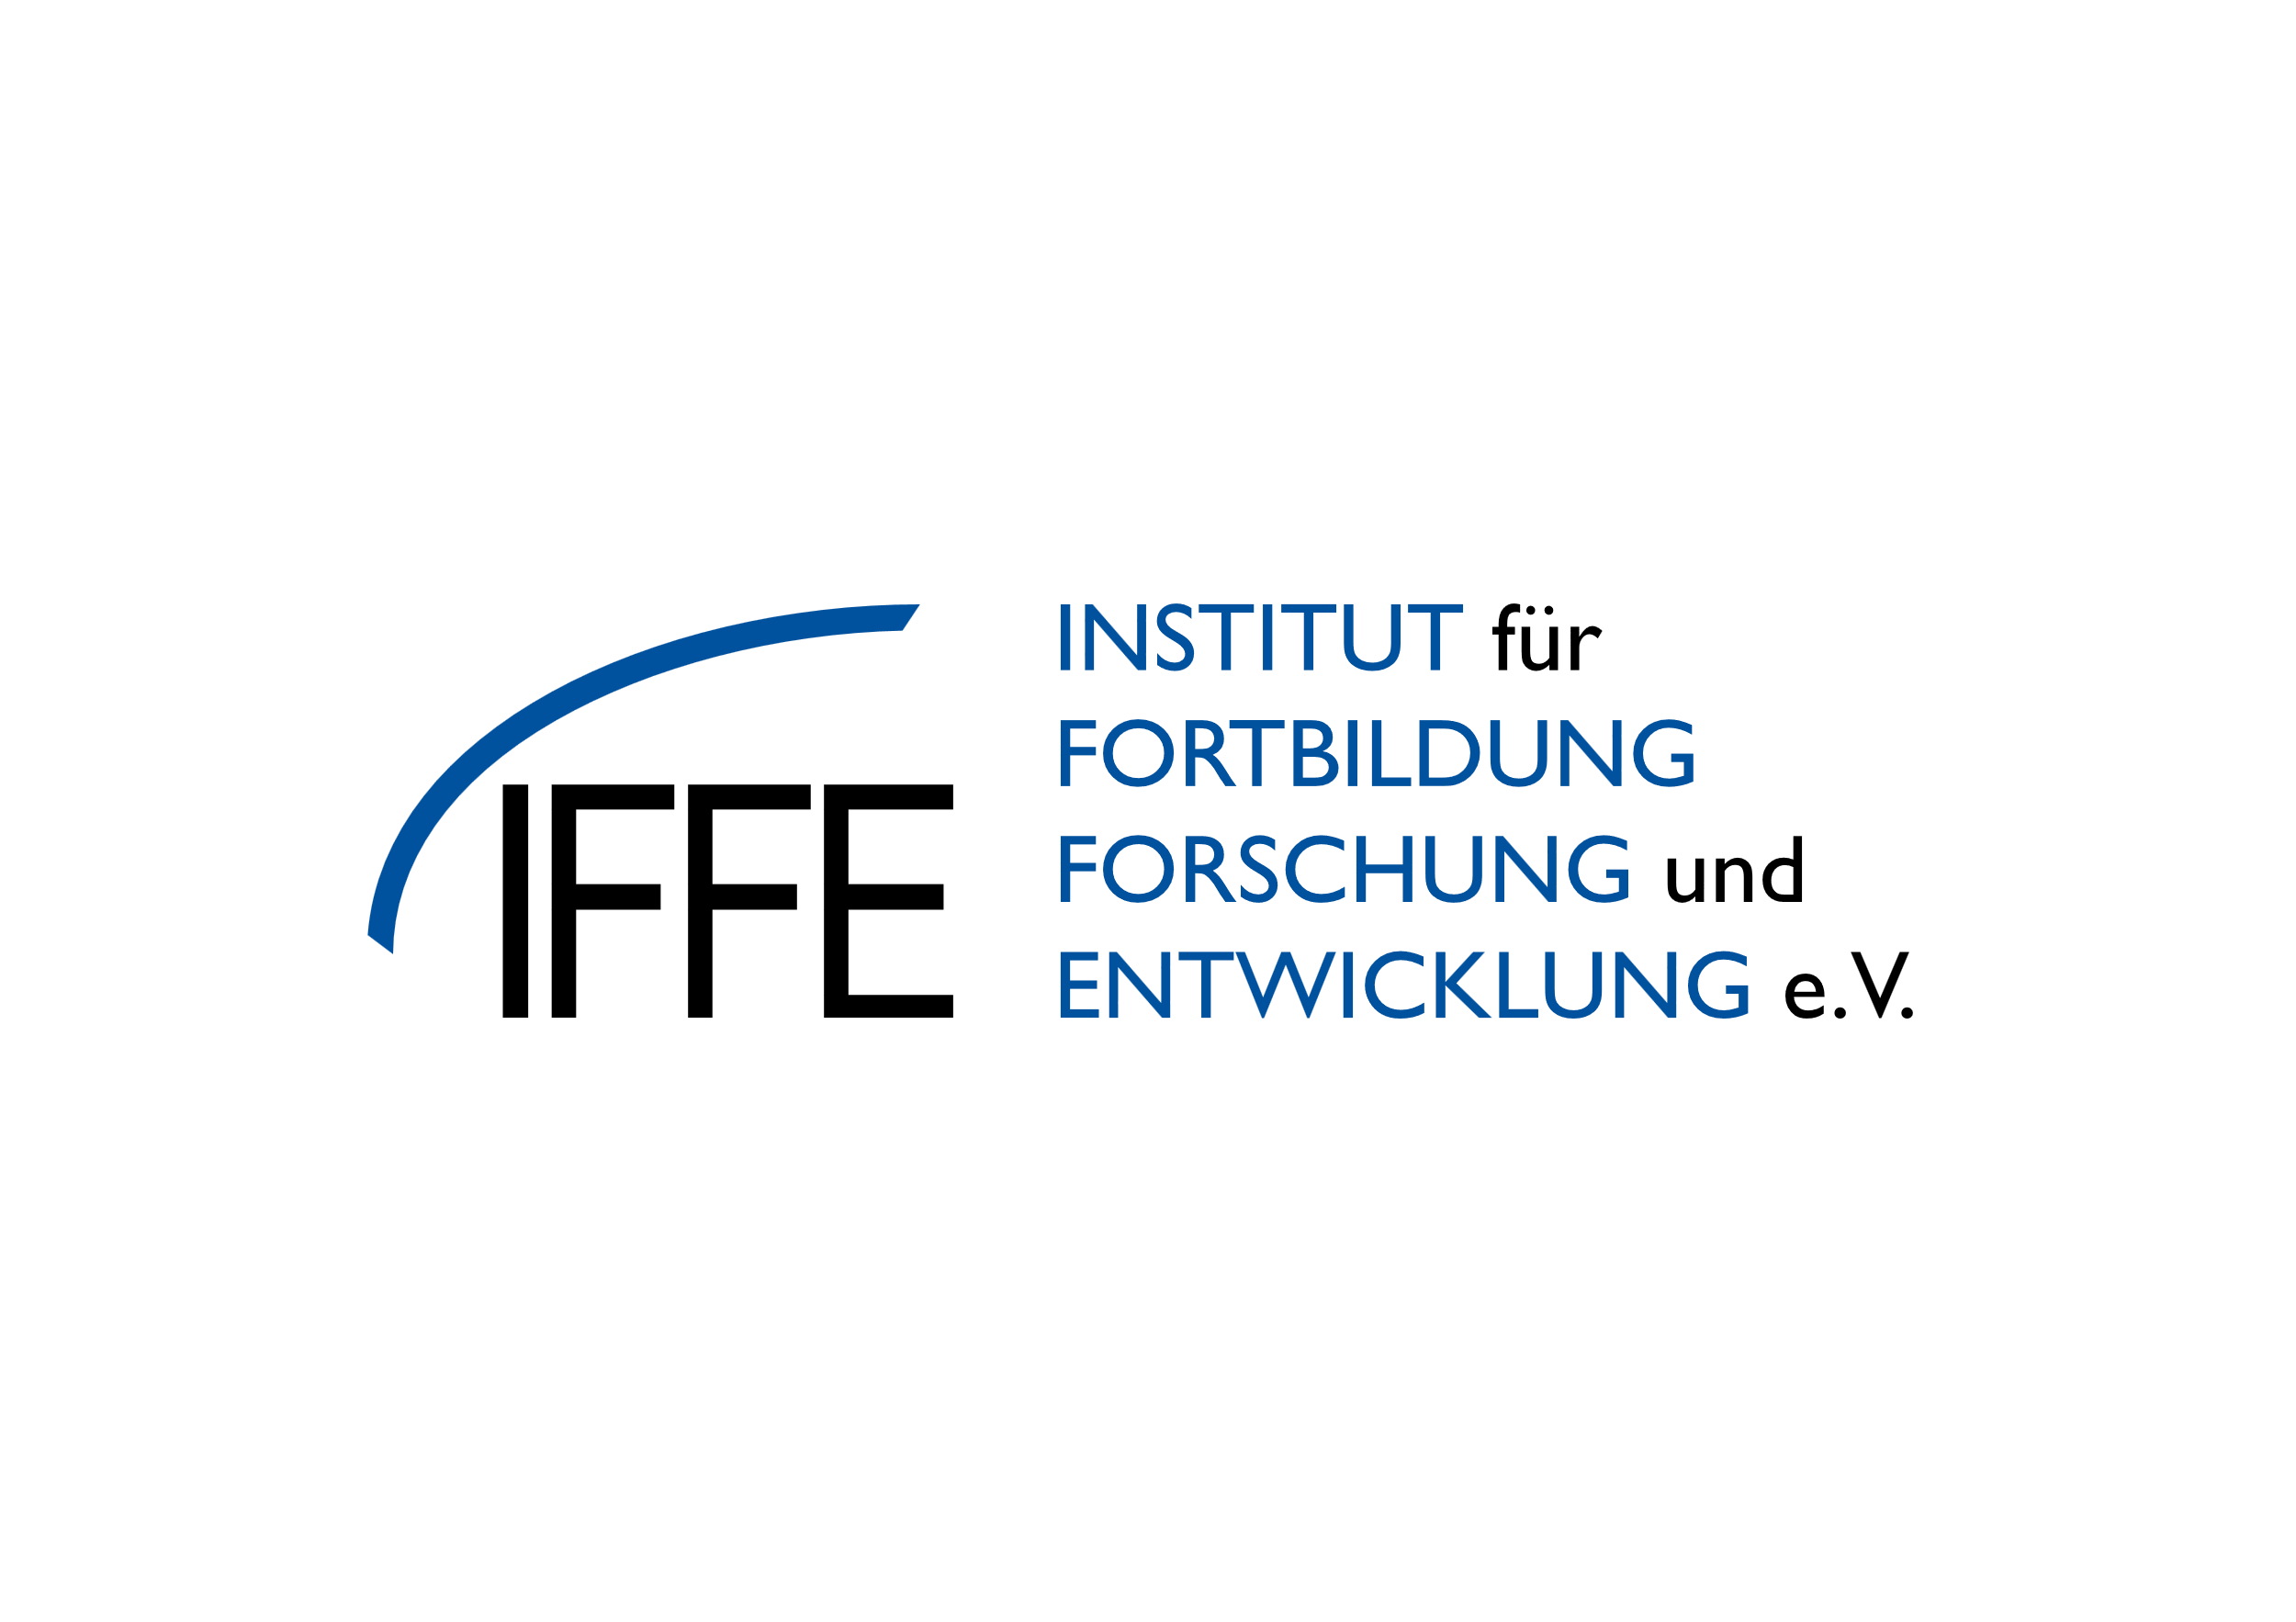 IFFE
INSTITUT für
FORTBILDUNG
FORSCHUNG und
ENTWICKLUNG e.V.